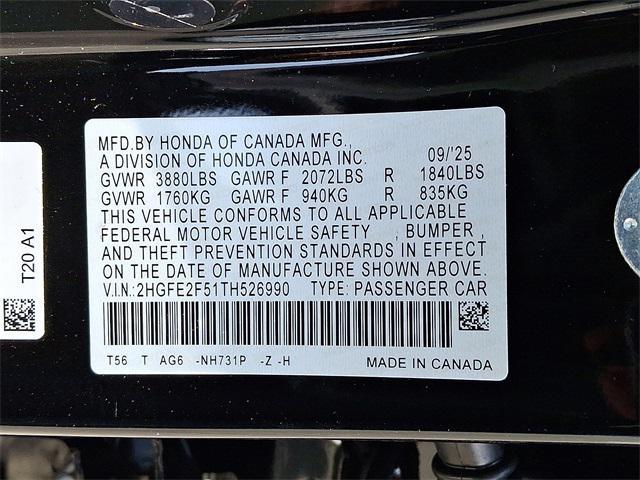 MFD.BY HONDA OF CANADA MFG.,
A DIVISION OF HONDA CANADA INC. 09/'25
GVWR 3880LBS GAWR F 2072LBS R 1840LBS
GVWR 1760KG GAWR F 940KG R 835KG
THIS VEHICLE CONFORMS TO ALL APPLICABLE
FEDERAL MOTOR VEHICLE SAFETY , BUMPER ,
AND THEFT PREVENTION STANDARDS IN EFFECT
ON THE DATE OF MANUFACTURE SHOWN ABOVE.
V.I.N.:2HGFE2F51TH526990 TYPE: PASSENGER CAR
T56 T AG6 -NH731P -Z -H MADE IN CANADA
T20 A1